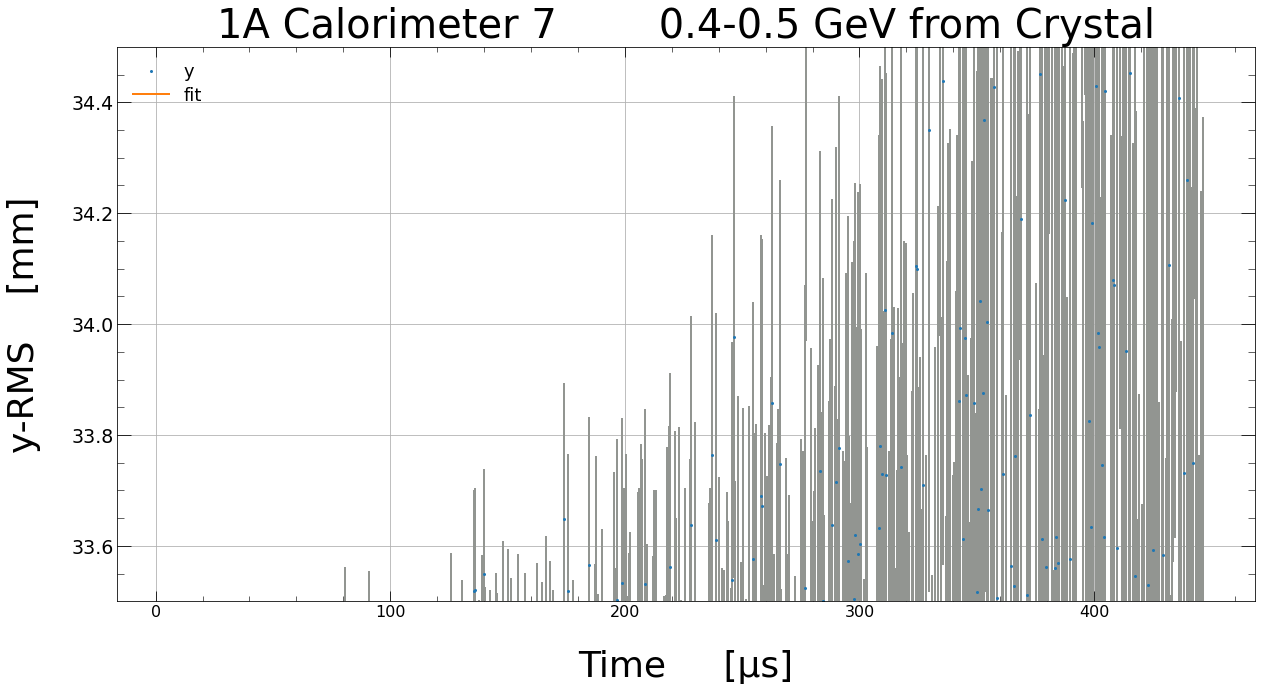 1A Calorimeter 7 0.4-0.5 GeV from Crystal
y
fit
34.4
34.2
34.0
33.8
33.6
y-RMS [mm]
0 100 200 300 400
Time [µs]